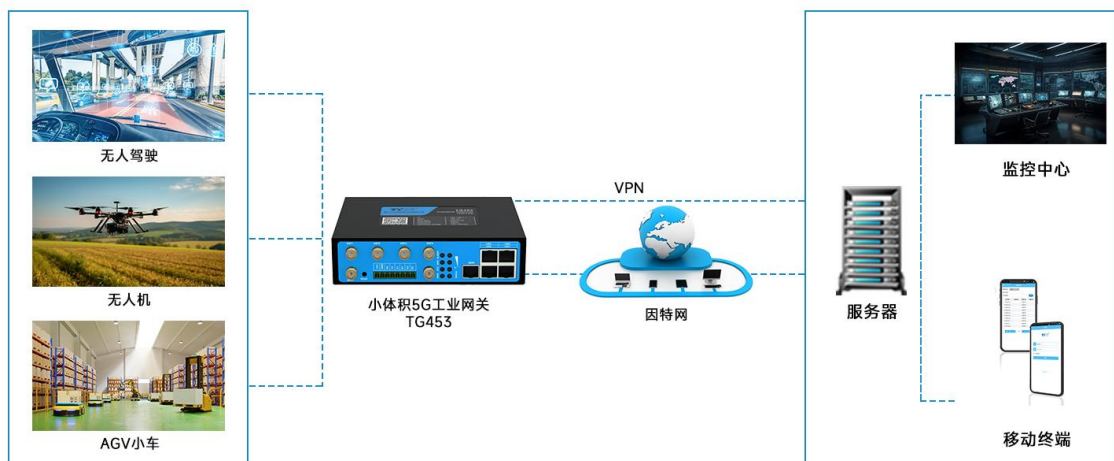 无人驾驶
无人机
AGV小车
小体积5G工业网关
TG453
VPN
因特网
服务器
监控中心
移动终端